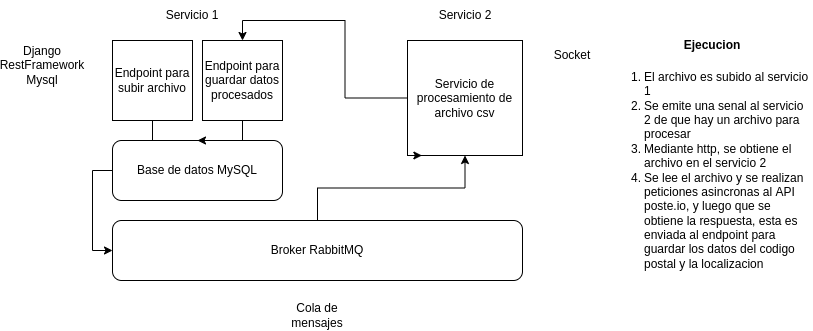 Servicio 1
Servicio 2
Django
RestFramework
Mysql
Endpoint para
subir archivo
Endpoint para
guardar datos
procesados
Servicio de
procesamiento de
archivo csv
Socket
Base de datos MySQL
Broker RabbitMQ
Cola de
mensajes
Ejecucion
1. El archivo es subido al servicio
1
2. Se emite una senal al servicio
2 de que hay un archivo para
procesar
3. Mediante http, se obtiene el
archivo en el servicio 2
4. Se lee el archivo y se realizan
peticiones asincronas al API
poste.io, y luego que se
obtiene la respuesta, esta es
enviada al endpoint para
guardar los datos del codigo
postal y la localizacion